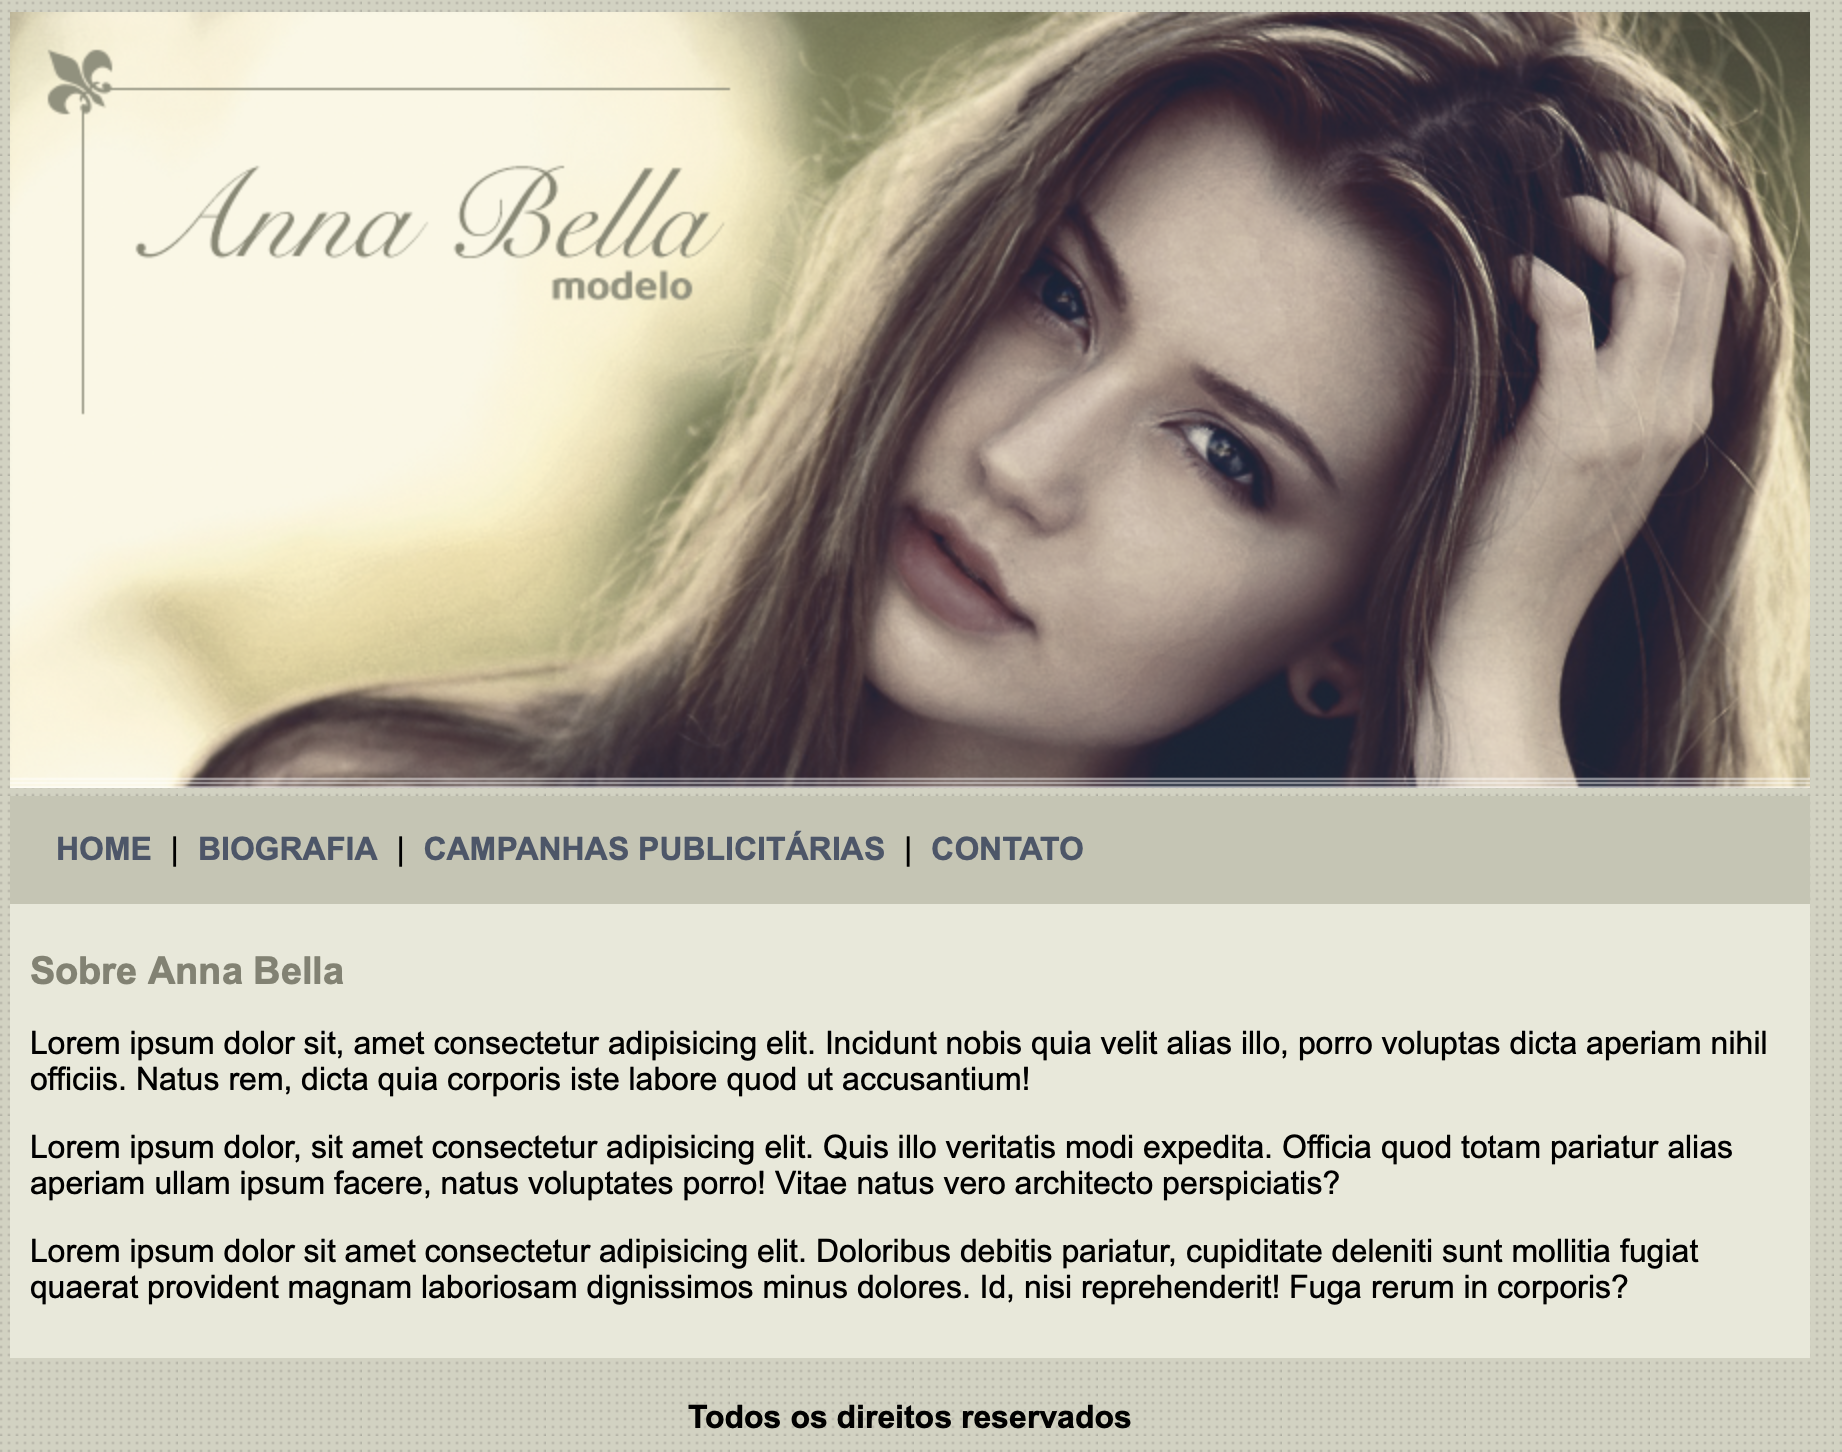 Anna Bella
modelo
HOME | BIOGRAFIA | CAMPANHAS PUBLICITÁRIAS | CONTATO
Sobre Anna Bella
Lorem ipsum dolor sit, amet consectetur adipisicing elit. Incidunt nobis quia velit alias illo, porro voluptas dicta aperiam nihil
officiis. Natus rem, dicta quia corporis iste labore quod ut accusantium!
Lorem ipsum dolor, sit amet consectetur adipisicing elit. Quis illo veritatis modi expedita. Officia quod totam pariatur alias
aperiam ullam ipsum facere, natus voluptates porro! Vitae natus vero architecto perspiciatis?
Lorem ipsum dolor sit amet consectetur adipisicing elit. Doloribus debitis pariatur, cupiditate deleniti sunt mollitia fugiat
quaerat provident magnam laboriosam dignissimos minus dolores. Id, nisi reprehenderit! Fuga rerum in corporis?
Todos os direitos reservados